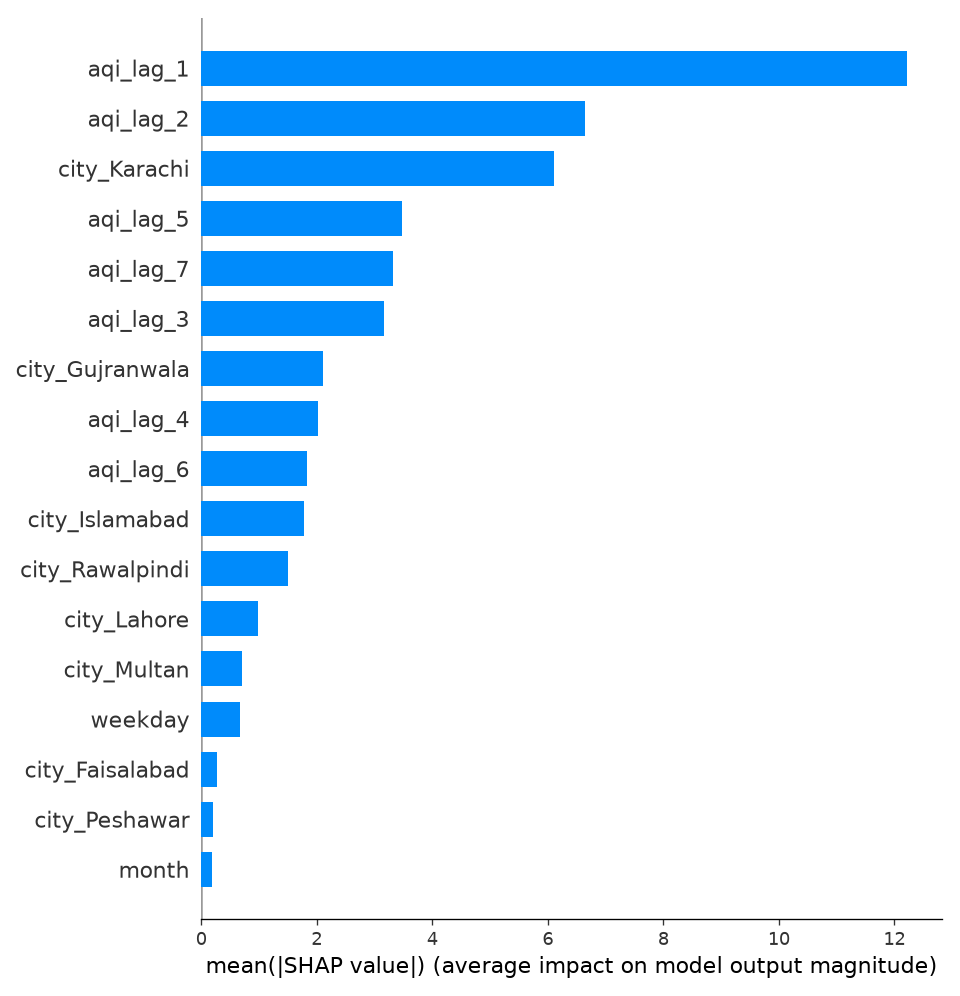 aqi_lag_1
aqi_lag_2
city_Karachi
aqi_lag_5
aqi_lag_7
aqi_lag_3
city_Gujranwala
aqi_lag_4
aqi_lag_6
city_Islamabad
city_Rawalpindi
city_Lahore
city_Multan
weekday
city_Faisalabad
city_Peshawar
month
0 2 4 6 8 10 12
mean(|SHAP value|) (average impact on model output magnitude)